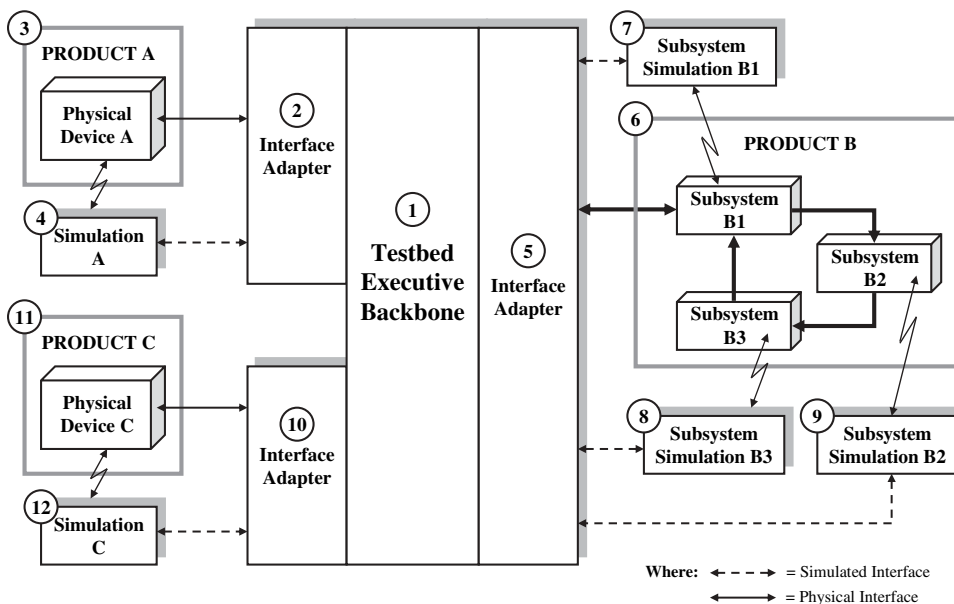 3
PRODUCT A
Physical
Device A
4
Simulation
A
11
PRODUCT C
Physical
Device C
12
Simulation
C
2
Interface
Adapter
10
Interface
Adapter
1
Testbed
Executive
Backbone
5
Interface
Adapter
7
Subsystem
Simulation B1
6
PRODUCT B
Subsystem
B1
Subsystem
B2
Subsystem
B3
8
Subsystem
Simulation B3
9
Subsystem
Simulation B2
Where:
= Simulated Interface
= Physical Interface